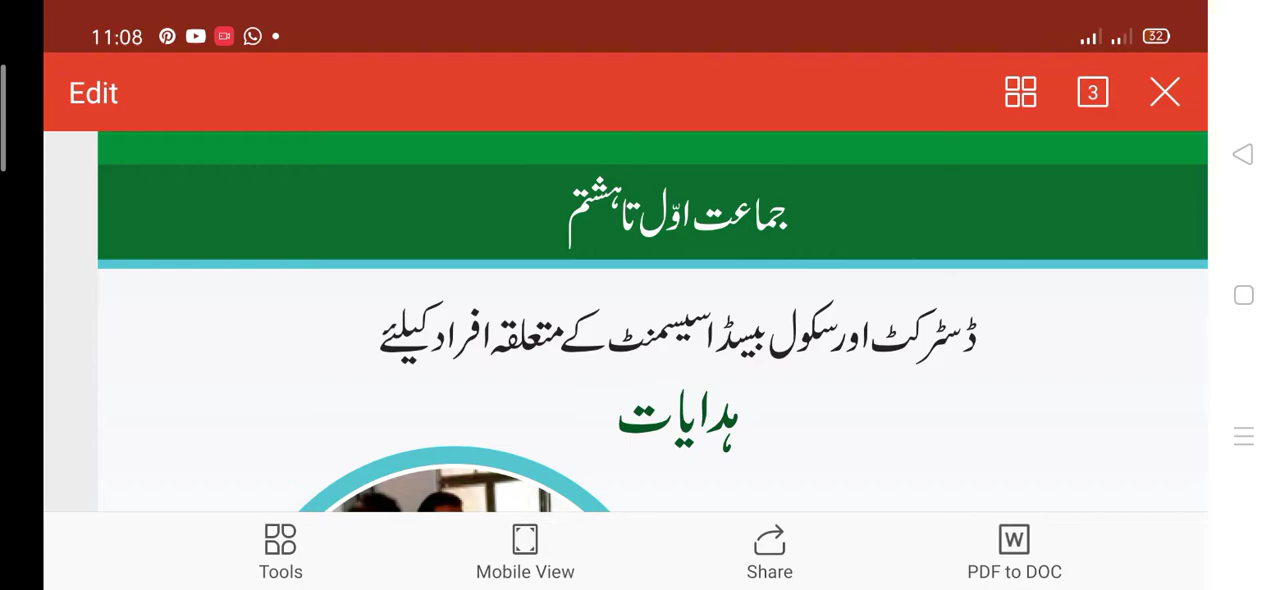 11:08
32
Edit
3
جماعت اوّل تا ہشتم
ڈسٹرکٹ اور سکول بیسڈ اسیسمنٹ کے متعلقہ افراد کیلئے
ہدایات
Tools
Mobile View
Share
W
PDF to DOC